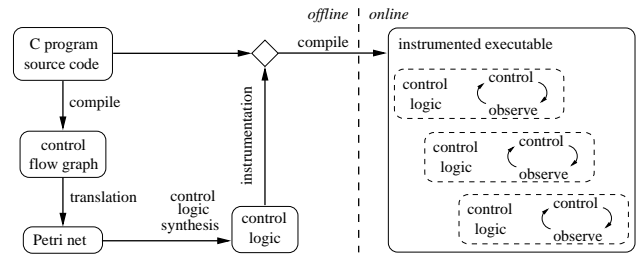 offline
online
C program
source code
compile
instrumented executable
compile
control
flow graph
translation
Petri net
control
logic
synthesis
instrumentation
control
logic
control
logic
control
observe
control
logic
control
observe
control
logic
control
observe